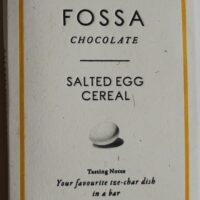 FOSSA
CHOCOLATE
SALTED EGG
CEREAL
Tasting Notes
Your favourite tze-char dish
in a bar